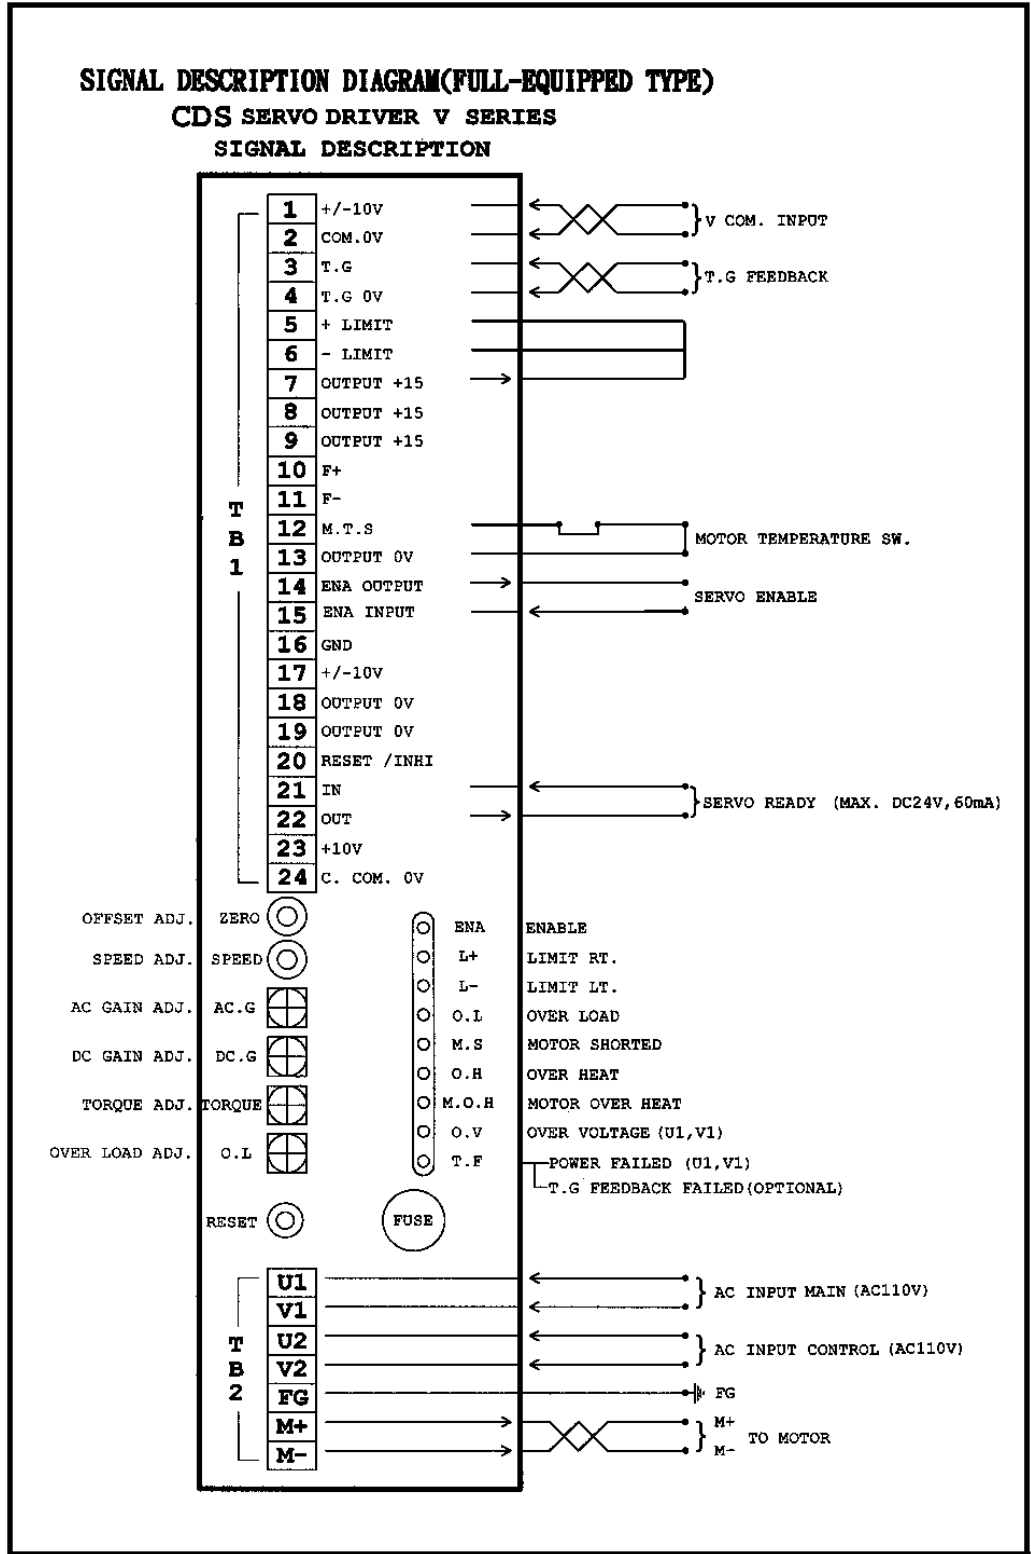 SIGNAL DESCRIPTION DIAGRAM(FULL-EQUIPPED TYPE)
CDS SERVO DRIVER V SERIES
SIGNAL DESCRIPTION
TB1
1 +/-10V
2 COM.0V
V COM. INPUT
3 T.G
4 T.G 0V
T.G FEEDBACK
5 + LIMIT
6 - LIMIT
7 OUTPUT +15
8 OUTPUT +15
9 OUTPUT +15
10 F+
11 F-
12 M.T.S
13 OUTPUT 0V
MOTOR TEMPERATURE SW.
14 ENA OUTPUT
15 ENA INPUT
SERVO ENABLE
16 GND
17 +/-10V
18 OUTPUT 0V
19 OUTPUT 0V
20 RESET /INHI
21 IN
22 OUT
SERVO READY (MAX. DC24V,60mA)
23 +10V
24 C. COM. 0V
OFFSET ADJ. ZERO
SPEED ADJ. SPEED
AC GAIN ADJ. AC.G
DC GAIN ADJ. DC.G
TORQUE ADJ. TORQUE
OVER LOAD ADJ. O.L
RESET
ENA ENABLE
L+ LIMIT RT.
L- LIMIT LT.
O.L OVER LOAD
M.S MOTOR SHORTED
O.H OVER HEAT
M.O.H MOTOR OVER HEAT
O.V OVER VOLTAGE (U1,V1)
T.F POWER FAILED (U1,V1)
T.G FEEDBACK FAILED(OPTIONAL)
FUSE
TB2
U1
V1
AC INPUT MAIN (AC110V)
U2
V2
AC INPUT CONTROL (AC110V)
FG FG
M+ M+
M- M-
TO MOTOR